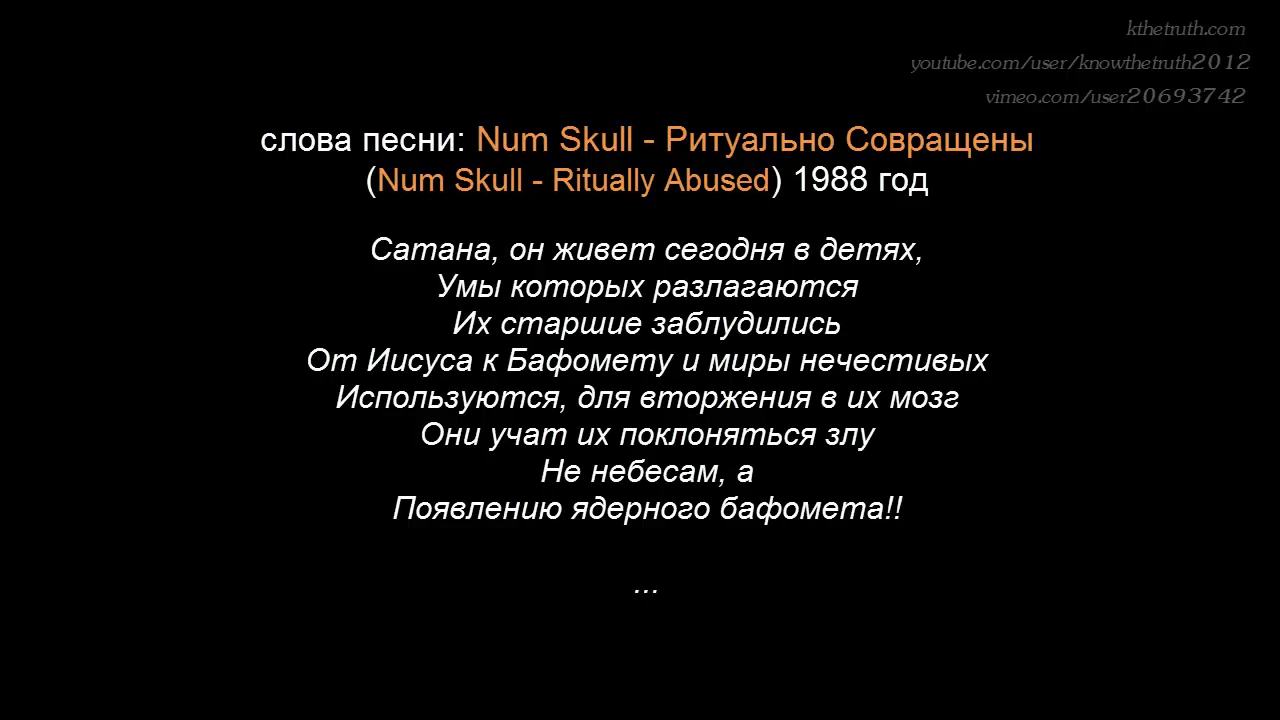 kthetruth.com
youtube.com/user/knowthetruth2012
vimeo.com/user20693742
слова песни: Num Skull - Ритуально Совращены
(Num Skull - Ritually Abused) 1988 год
Сатана, он живет сегодня в детях,
Умы которых разлагаются
Их старшие заблудились
От Иисуса к Бафомету и миры нечестивых
Используются, для вторжения в их мозг
Они учат их поклоняться злу
Не небесам, а
Появлению ядерного бафомета!!
...